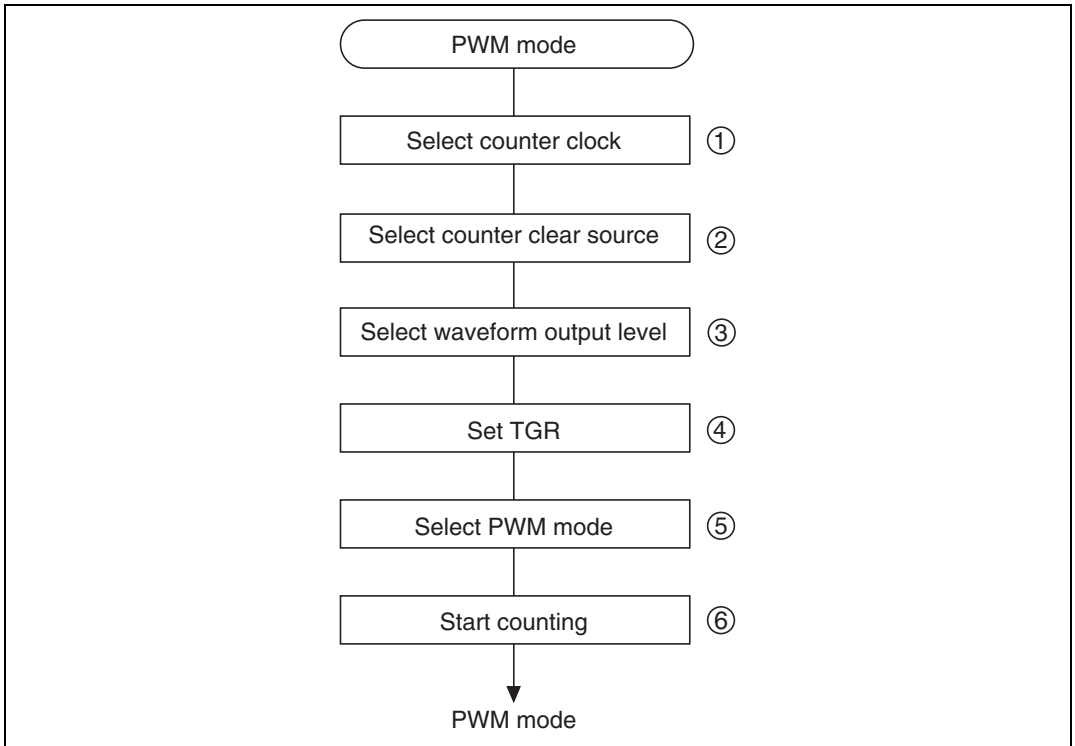 PWM mode
Select counter clock ①
Select counter clear source ②
Select waveform output level ③
Set TGR ④
Select PWM mode ⑤
Start counting ⑥
PWM mode